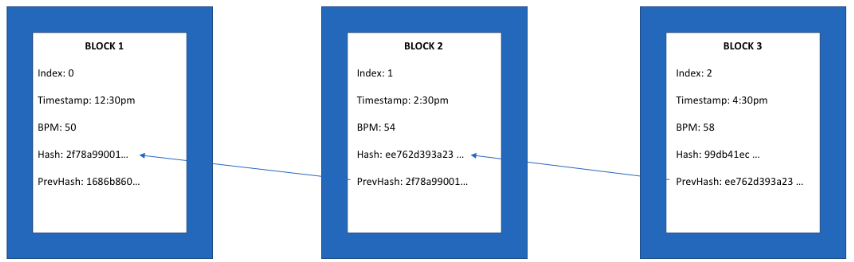 BLOCK 1
Index: 0
Timestamp: 12:30pm
BPM: 50
Hash: 2f78a99001...
PrevHash: 1686b860...
BLOCK 2
Index: 1
Timestamp: 2:30pm
BPM: 54
Hash: ee762d393a23 ...
PrevHash: 2f78a99001...
BLOCK 3
Index: 2
Timestamp: 4:30pm
BPM: 58
Hash: 99db41ec ...
PrevHash: ee762d393a23 ...